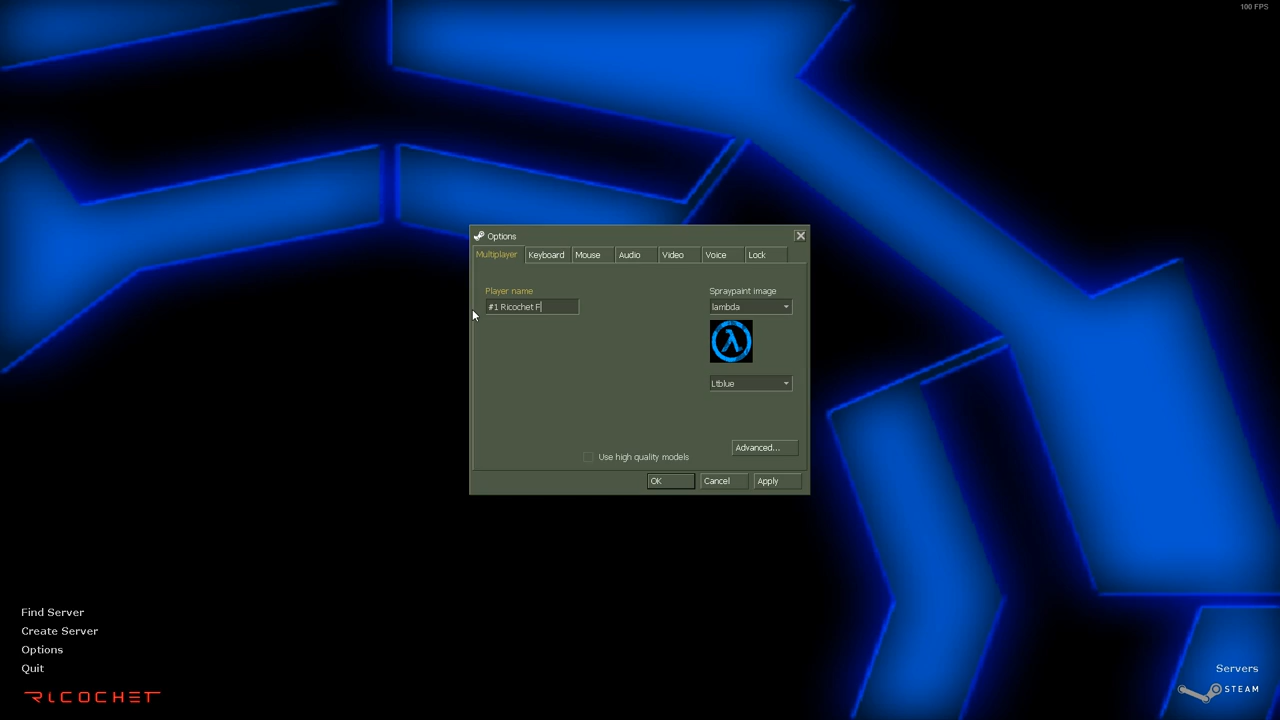 100 FPS
Options
Multiplayer Keyboard Mouse Audio Video Voice Lock
Player name
#1 Ricochet F
Spraypaint image
lambda
Ltblue
Advanced...
Use high quality models
OK Cancel Apply
Find Server
Create Server
Options
Quit
RICOCHET
Servers
STEAM